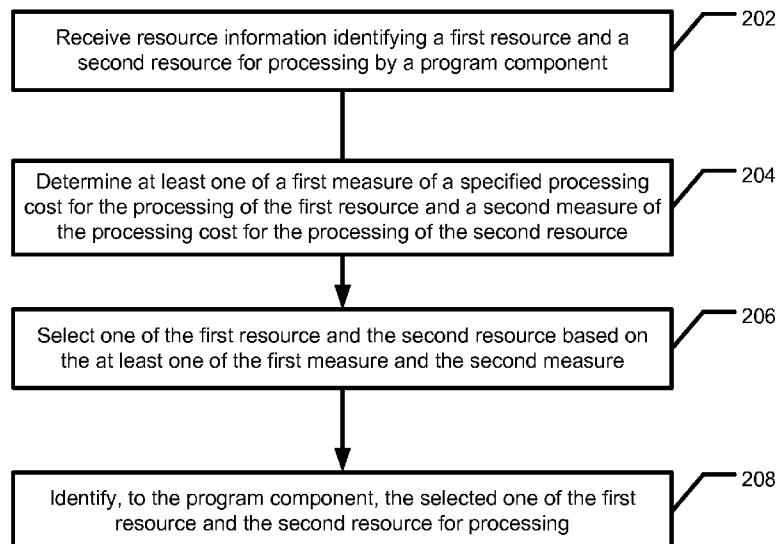 Receive resource information identifying a first resource and a
second resource for processing by a program component
202
Determine at least one of a first measure of a specified processing
cost for the processing of the first resource and a second measure of
the processing cost for the processing of the second resource
204
Select one of the first resource and the second resource based on
the at least one of the first measure and the second measure
206
Identify, to the program component, the selected one of the first
resource and the second resource for processing
208